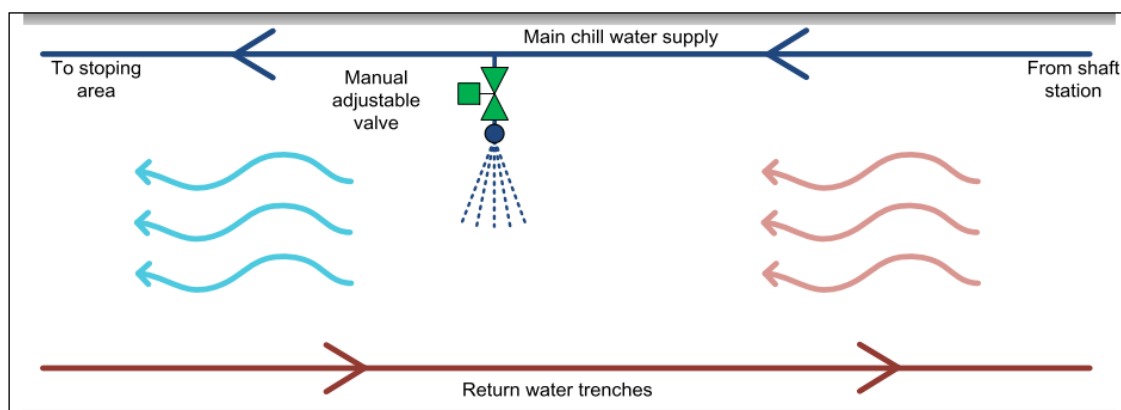 Main chill water supply
To stoping
area
Manual
adjustable
valve
From shaft
station
Return water trenches